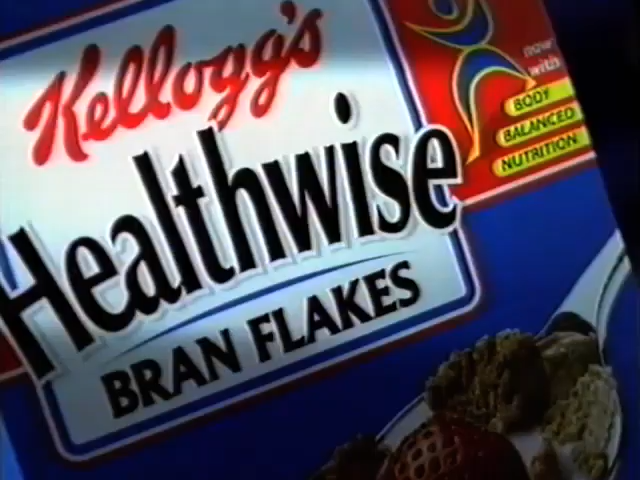 Kellogg's
Healthwise
BRAN FLAKES
now
with
BODY
BALANCED
NUTRITION